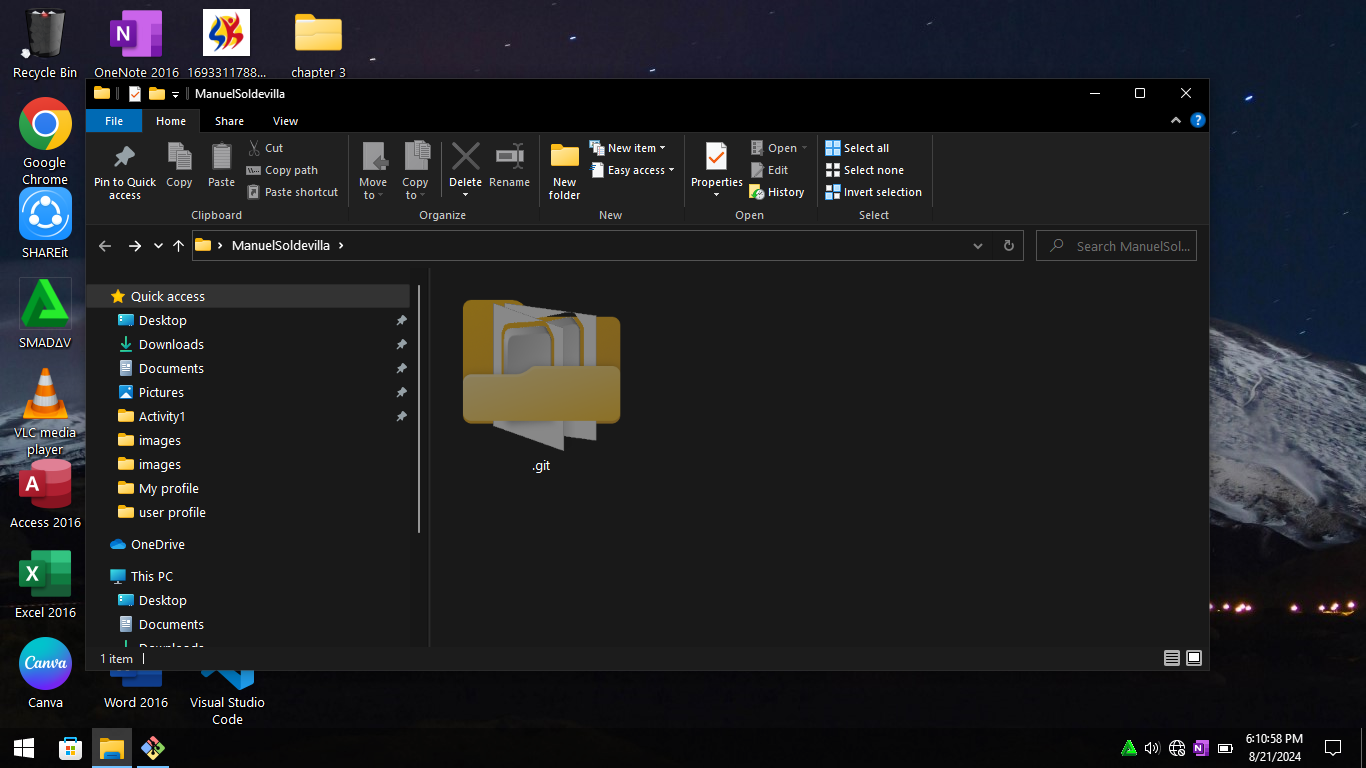 Recycle Bin
OneNote 2016
1693311788...
chapter 3
ManuelSoldevilla
File
Home
Share
View
Pin to Quick
access
Copy
Paste
Cut
Copy path
Paste shortcut
Clipboard
Move
to
Copy
to
Delete
Rename
Organize
New
folder
New item
Easy access
New
Properties
Open
Edit
History
Open
Select all
Select none
Invert selection
Select
ManuelSoldevilla
Search ManuelSol...
Quick access
Desktop
Downloads
Documents
Pictures
Activity1
images
images
My profile
user profile
OneDrive
This PC
Desktop
Documents
Downloads
.git
1 item
Google
Chrome
SHAREit
SMADΔV
VLC media
player
Access 2016
Excel 2016
Canva
Canva
Word 2016
Visual Studio
Code
6:10:58 PM
8/21/2024